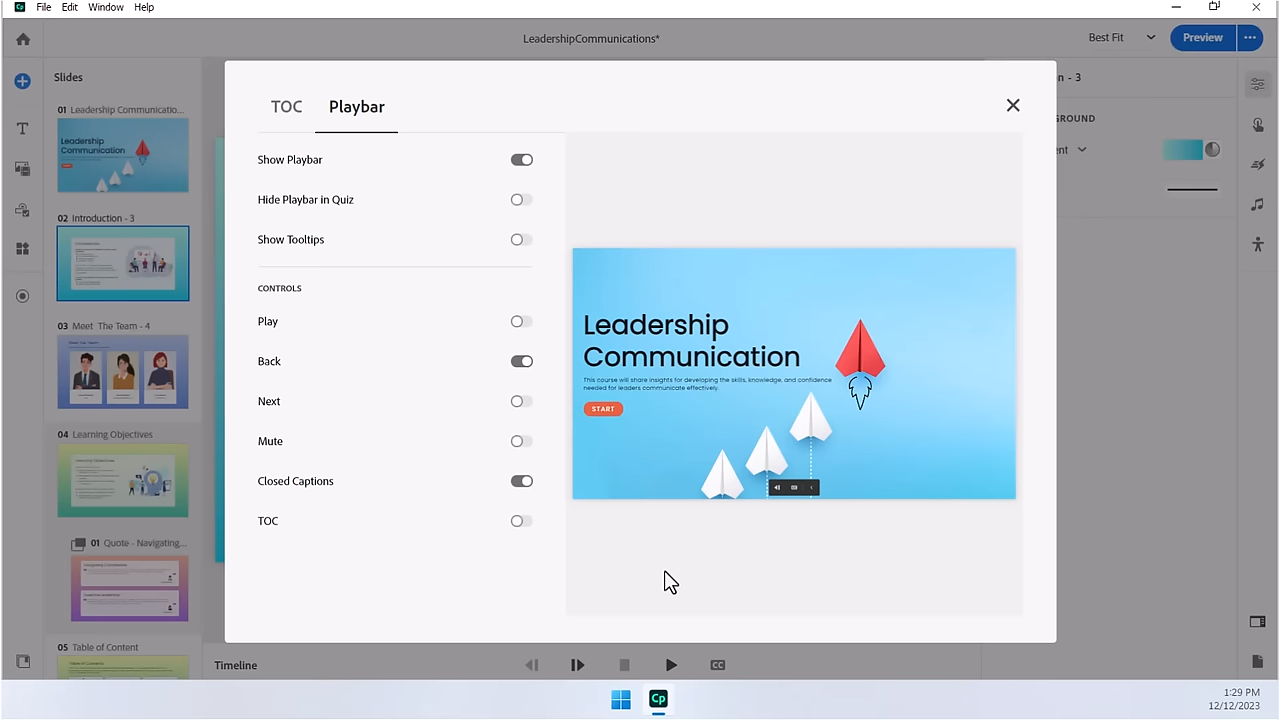 Cp File Edit Window Help
LeadershipCommunications*
Best Fit
Preview
Slides
01 Leadership Communicatio...
Leadership
Communication
02 Introduction - 3
03 Meet The Team - 4
04 Learning Objectives
01 Quote - Navigating...
05 Table of Content
TOC Playbar
Show Playbar
Hide Playbar in Quiz
Show Tooltips
CONTROLS
Play
Back
Next
Mute
Closed Captions
TOC
Leadership
Communication
This course will share insights for developing the skills, knowledge, and confidence
needed for leaders communicate effectively.
START
n - 3
GROUND
ent
Timeline
CC
Cp
1:29 PM
12/12/2023